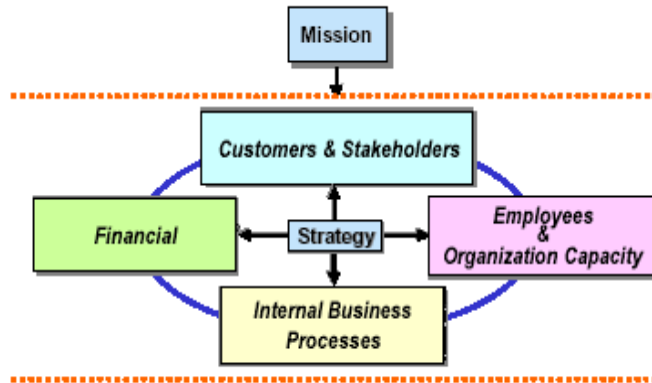 Mission
Customers & Stakeholders
Financial
Strategy
Employees
&
Organization Capacity
Internal Business
Processes